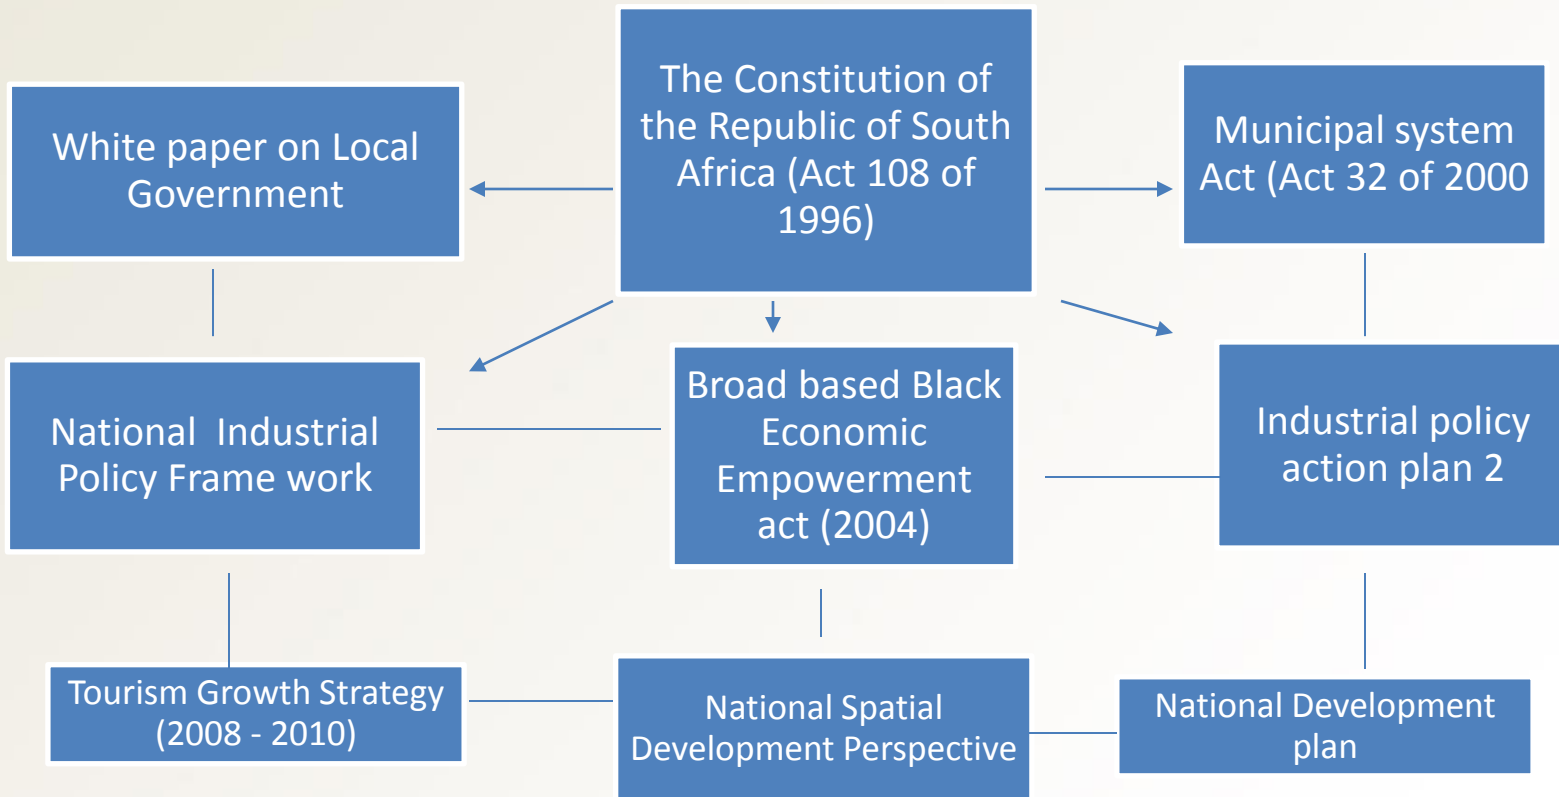 White paper on Local
Government
The Constitution of
the Republic of South
Africa (Act 108 of
1996)
Municipal system
Act (Act 32 of 2000
National  Industrial
Policy Frame work
Broad based Black
Economic
Empowerment
act (2004)
Industrial policy
action plan 2
Tourism Growth Strategy
(2008 - 2010)
National Spatial
Development Perspective
National Development
plan